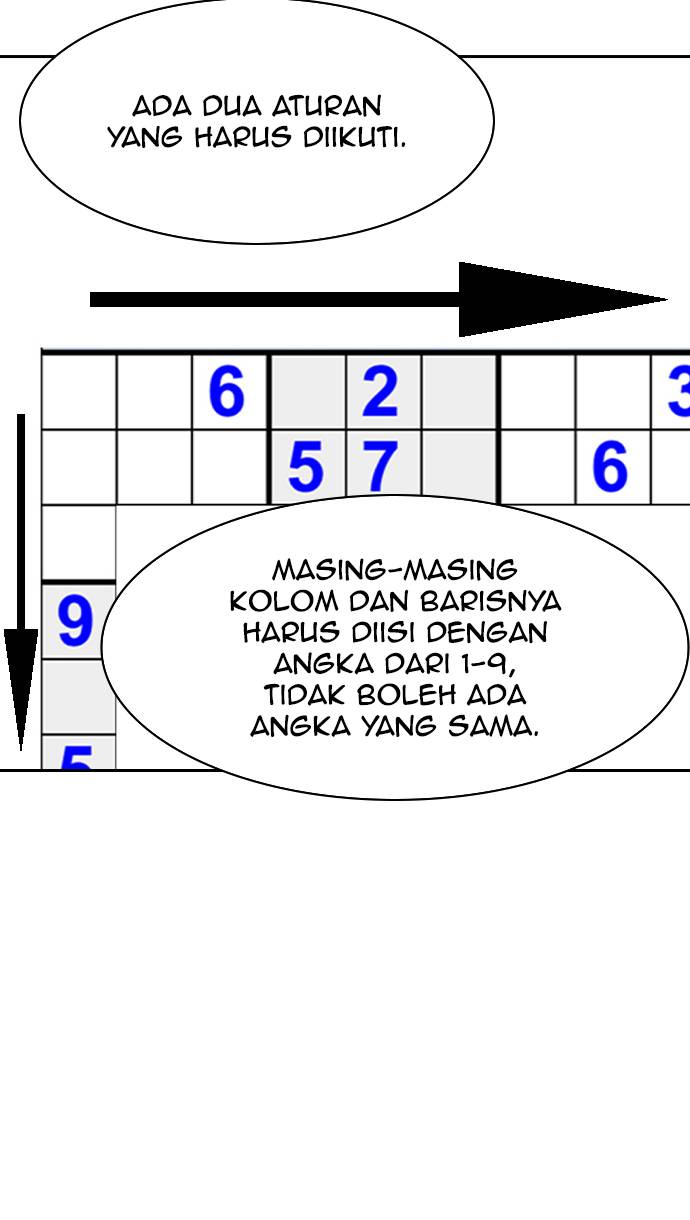 ADA DUA ATURAN
YANG HARUS DIIKUTI.
6 2 3
5 7 6
9
5
MASING-MASING
KOLOM DAN BARISNYA
HARUS DIISI DENGAN
ANGKA DARI 1-9,
TIDAK BOLEH ADA
ANGKA YANG SAMA.